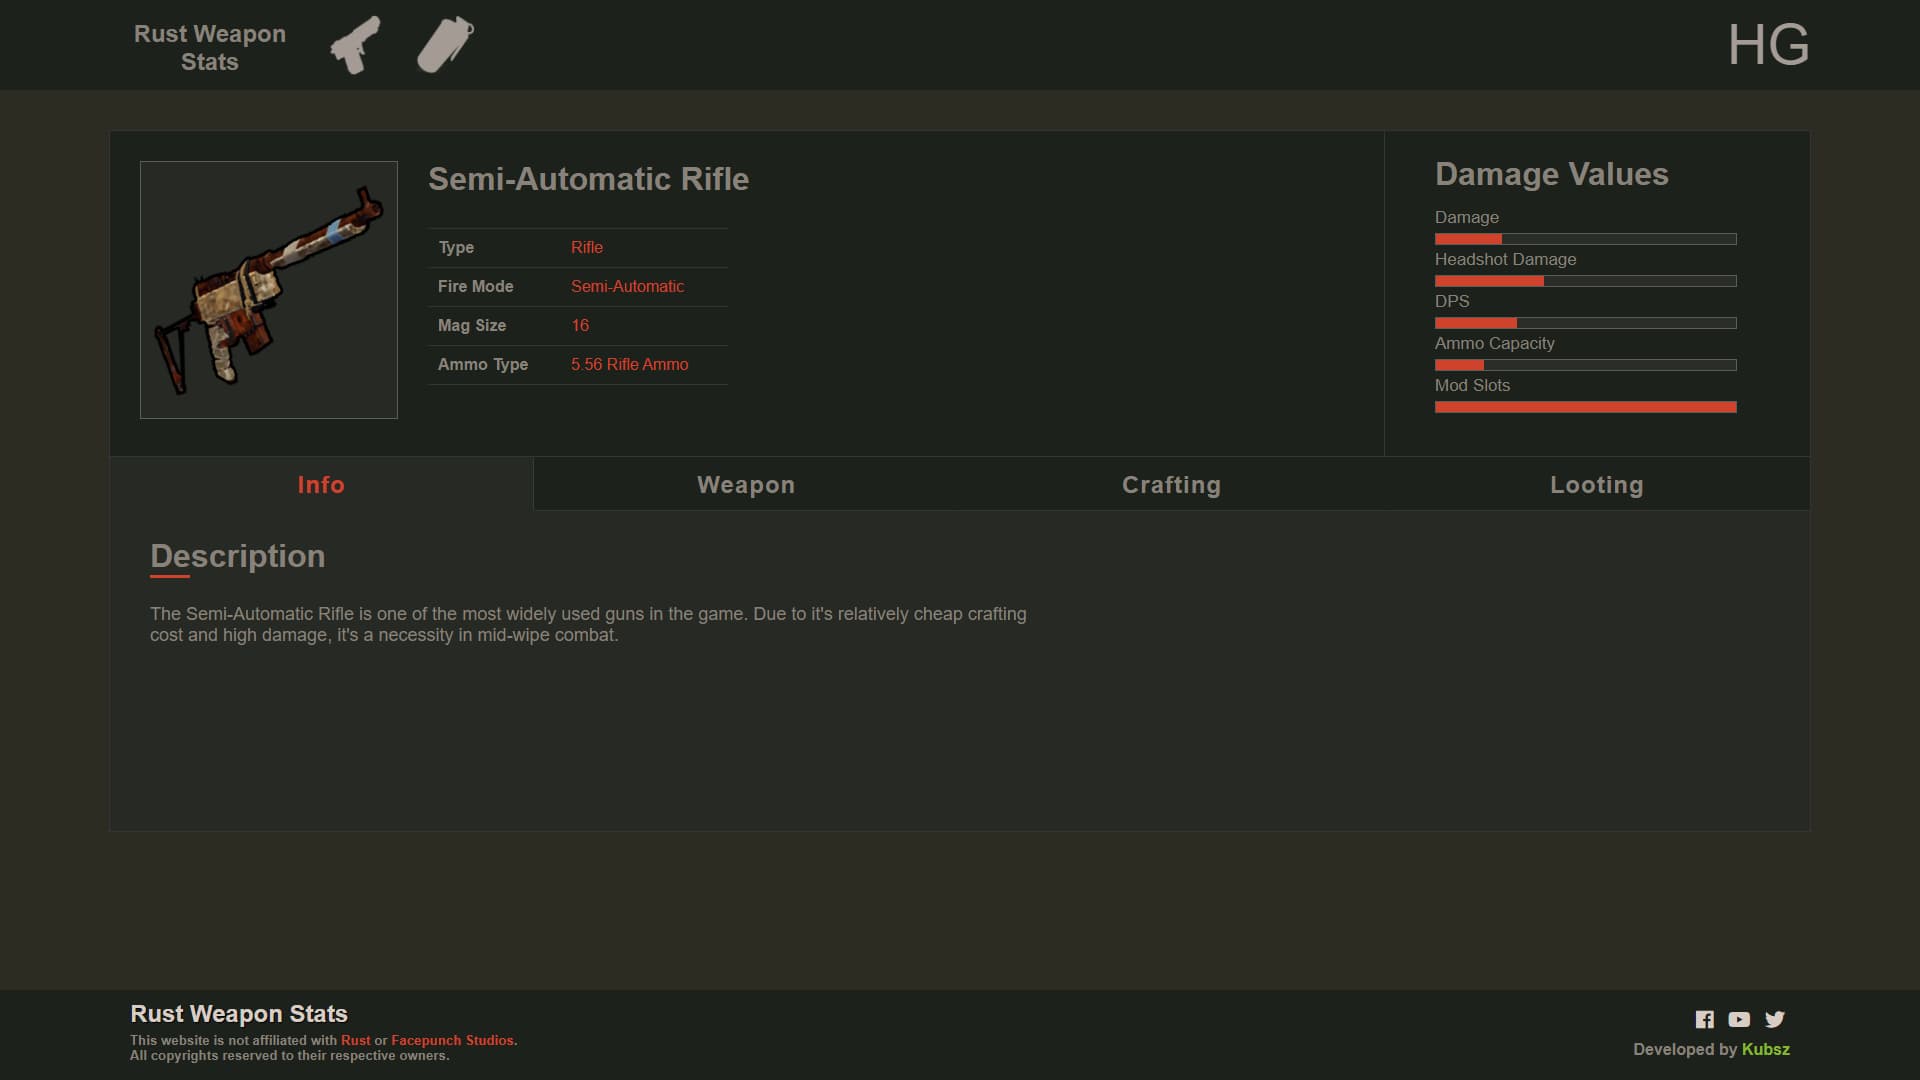 Rust Weapon
Stats
HG
Semi-Automatic Rifle
Type Rifle
Fire Mode Semi-Automatic
Mag Size 16
Ammo Type 5.56 Rifle Ammo
Damage Values
Damage
Headshot Damage
DPS
Ammo Capacity
Mod Slots
Info Weapon Crafting Looting
Description
The Semi-Automatic Rifle is one of the most widely used guns in the game. Due to it's relatively cheap crafting
cost and high damage, it's a necessity in mid-wipe combat.
Rust Weapon Stats
This website is not affiliated with Rust or Facepunch Studios.
All copyrights reserved to their respective owners.
Developed by Kubsz